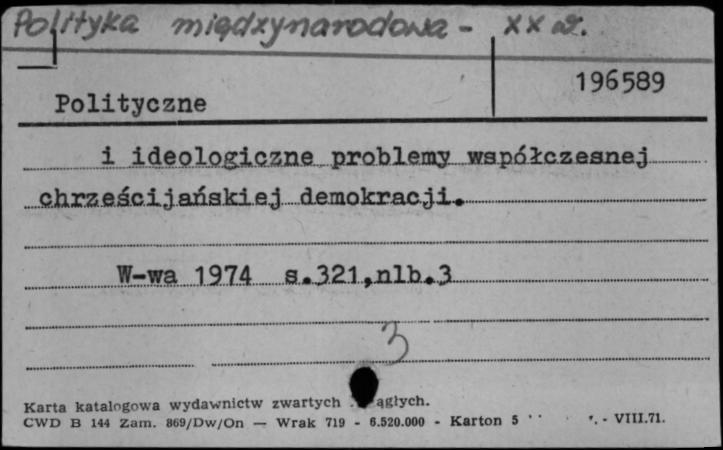 Polityka międzynarodowa - XX w.
196589
Polityczne
i ideologiczne problemy współczesnej
chrześcijańskiej demokracji.
W-wa 1974 s.321,nlb.3
3
Karta katalogowa wydawnictw zwartych ągłych.
CWD B 144 Zam. 869/Dw/On — Wrak 719 - 6.520.000 - Karton 5 - VIII.71.